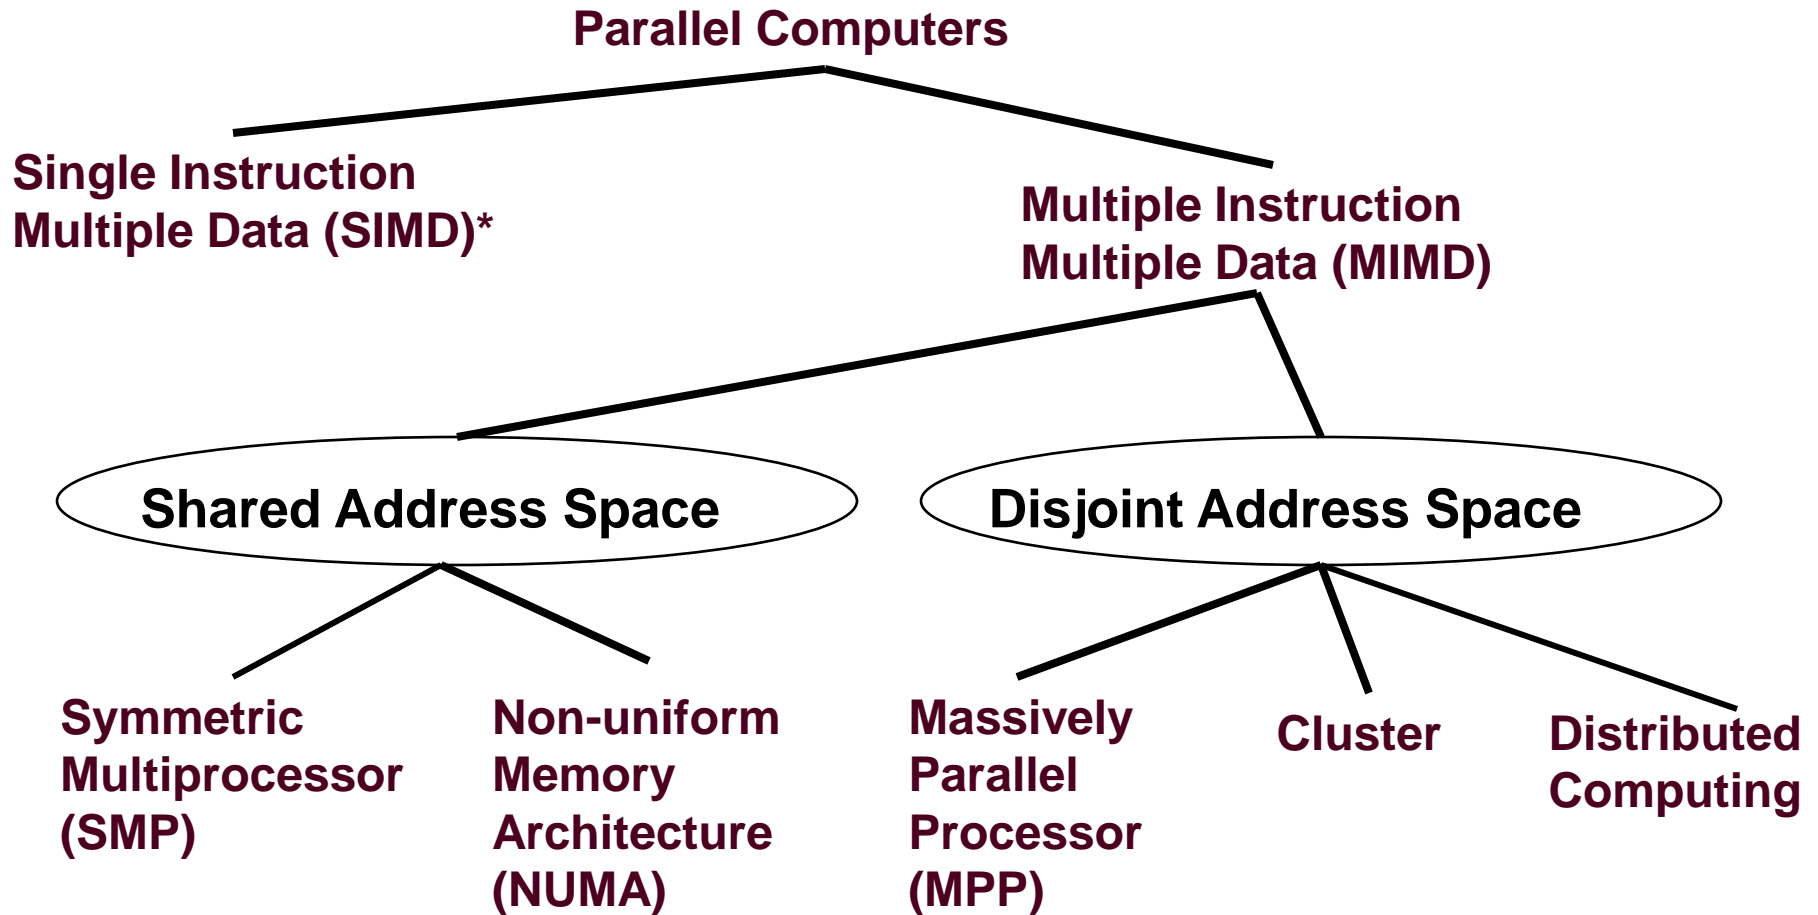 Parallel Computers
Single Instruction
Multiple Data (SIMD)*
Multiple Instruction
Multiple Data (MIMD)
Shared Address Space
Disjoint Address Space
Symmetric
Multiprocessor
(SMP)
Non-uniform
Memory
Architecture
(NUMA)
Massively
Parallel
Processor
(MPP)
Cluster
Distributed
Computing